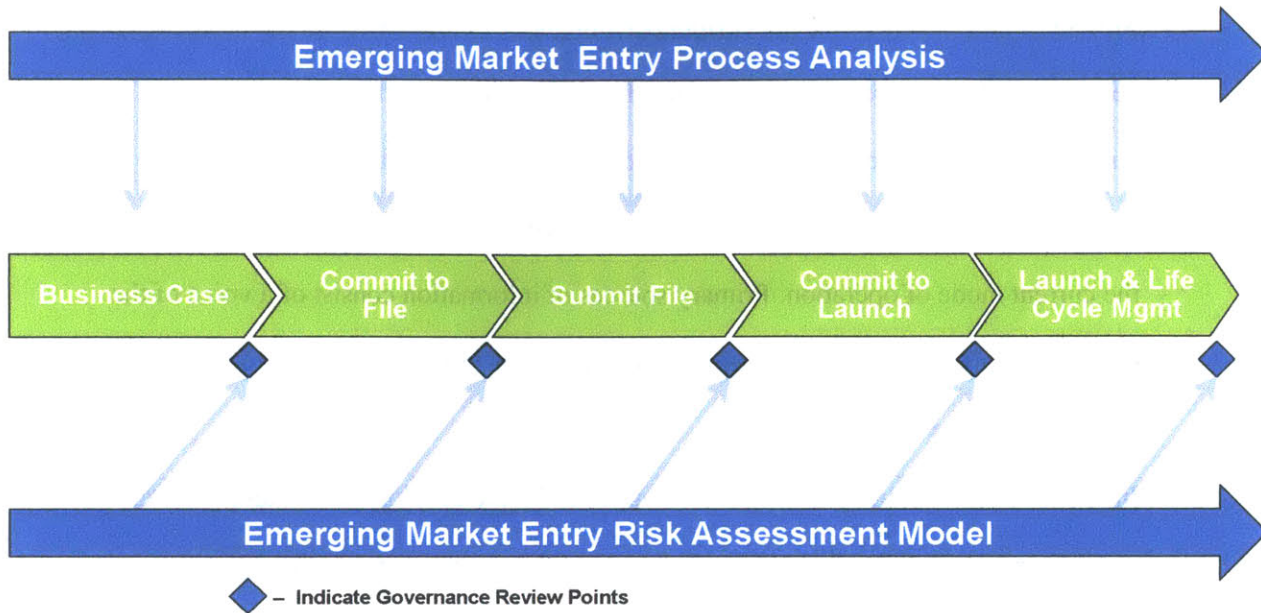 Emerging Market Entry Process Analysis
Business Case
Commit to
File
Submit File
Commit to
Launch
Launch & Life
Cycle Mgmt
Emerging Market Entry Risk Assessment Model
– Indicate Governance Review Points